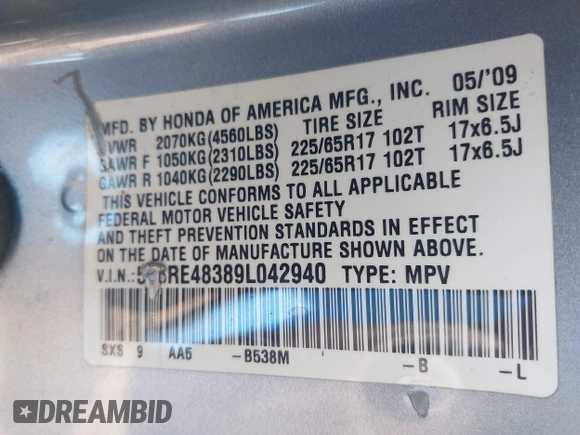 MFD. BY HONDA OF AMERICA MFG., INC. 05/'09
GVWR 2070KG(4560LBS) TIRE SIZE RIM SIZE
GAWR F 1050KG(2310LBS) 225/65R17 102T 17x6.5J
GAWR R 1040KG(2290LBS) 225/65R17 102T 17x6.5J
THIS VEHICLE CONFORMS TO ALL APPLICABLE
FEDERAL MOTOR VEHICLE SAFETY
AND THEFT PREVENTION STANDARDS IN EFFECT
ON THE DATE OF MANUFACTURE SHOWN ABOVE.
V.I.N.: RE48389L042940 TYPE: MPV
SXS 9 AA5 -B538M -B -L
DREAMBID